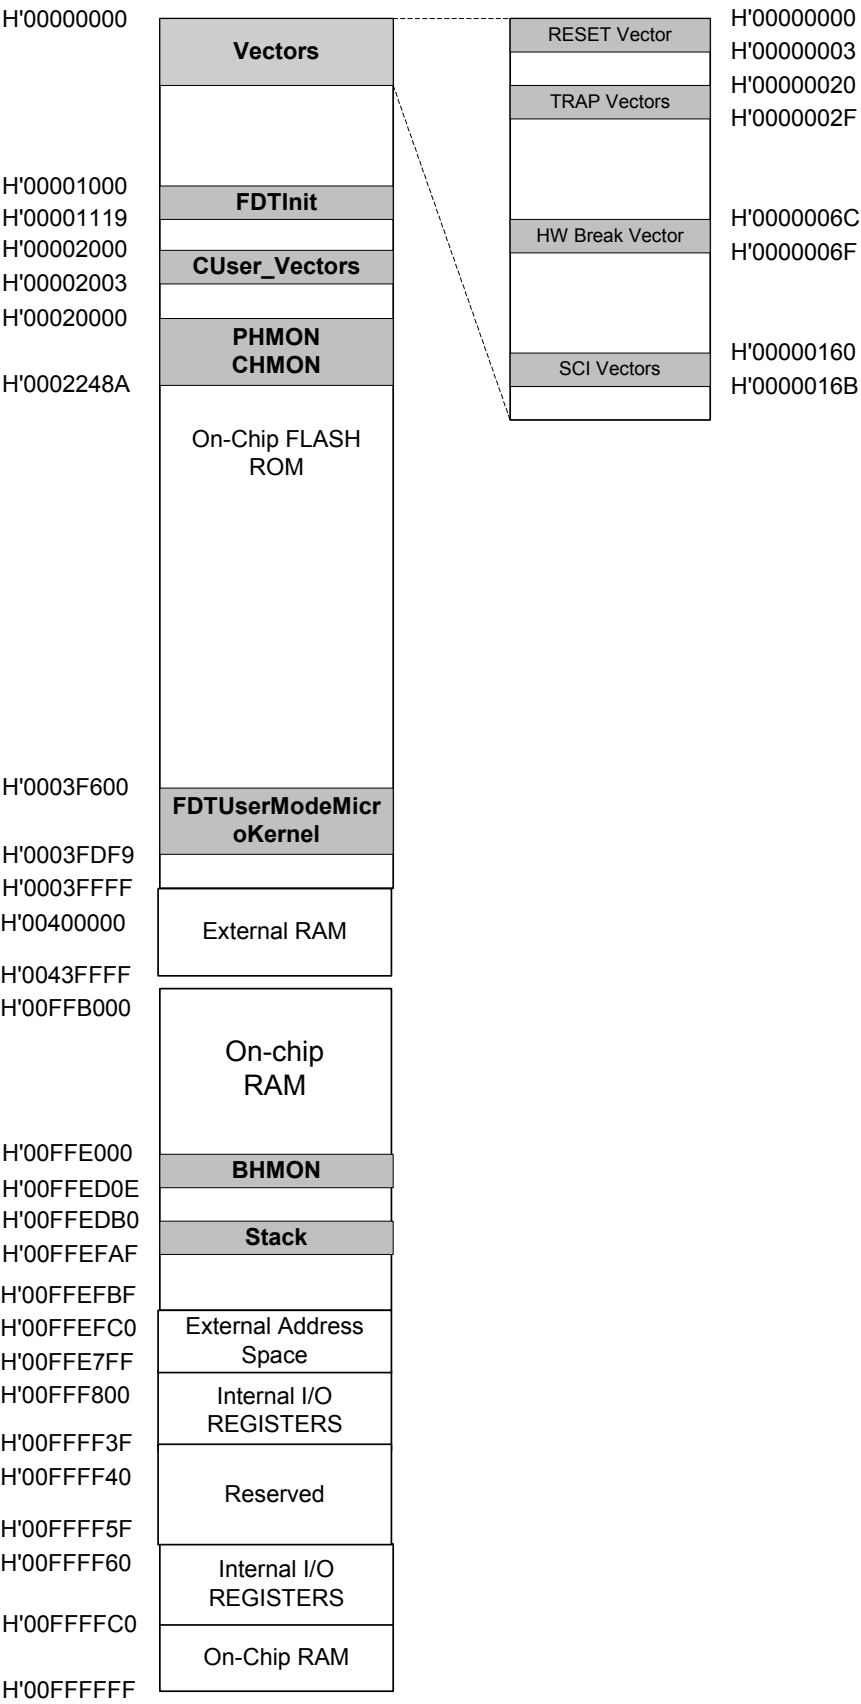 H'00000000
Vectors
H'00001000
FDTInit
H'00001119
H'00002000
CUser_Vectors
H'00002003
H'00020000
PHMON
CHMON
H'0002248A
On-Chip FLASH
ROM
H'0003F600
FDTUserModeMicr
oKernel
H'0003FDF9
H'0003FFFF
H'00400000
External RAM
H'0043FFFF
H'00FFB000
On-chip
RAM
H'00FFE000
BHMON
H'00FFED0E
H'00FFEDB0
Stack
H'00FFEFAF
H'00FFEFBF
H'00FFEFC0
External Address
Space
H'00FFE7FF
H'00FFF800
Internal I/O
REGISTERS
H'00FFFF3F
H'00FFFF40
Reserved
H'00FFFF5F
H'00FFFF60
Internal I/O
REGISTERS
H'00FFFFC0
On-Chip RAM
H'00FFFFFF
H'00000000
RESET Vector
H'00000003
H'00000020
TRAP Vectors
H'0000002F
H'0000006C
HW Break Vector
H'0000006F
H'00000160
SCI Vectors
H'0000016B